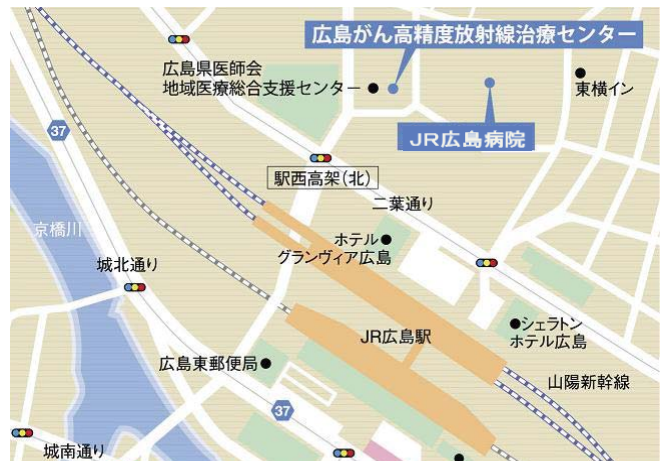 広島がん高精度放射線治療センター
広島県医師会
地域医療総合支援センター
東横イン
37
JR広島病院
駅西高架(北)
二葉通り
京橋川
ホテル
グランヴィア広島
城北通り
シェラトン
ホテル広島
JR広島駅
広島東郵便局
山陽新幹線
37
城南通り